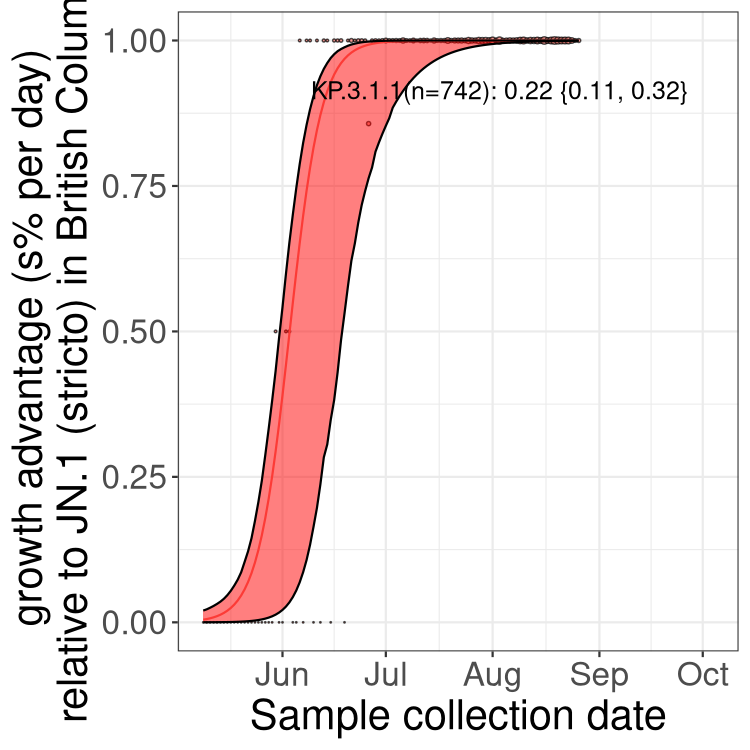 growth advantage (s% per day)
relative to JN.1 (stricto) in British Colum
1.00
0.75
0.50
0.25
0.00
KP.3.1.1(n=742): 0.22 {0.11, 0.32}
Jun Jul Aug Sep Oct
Sample collection date